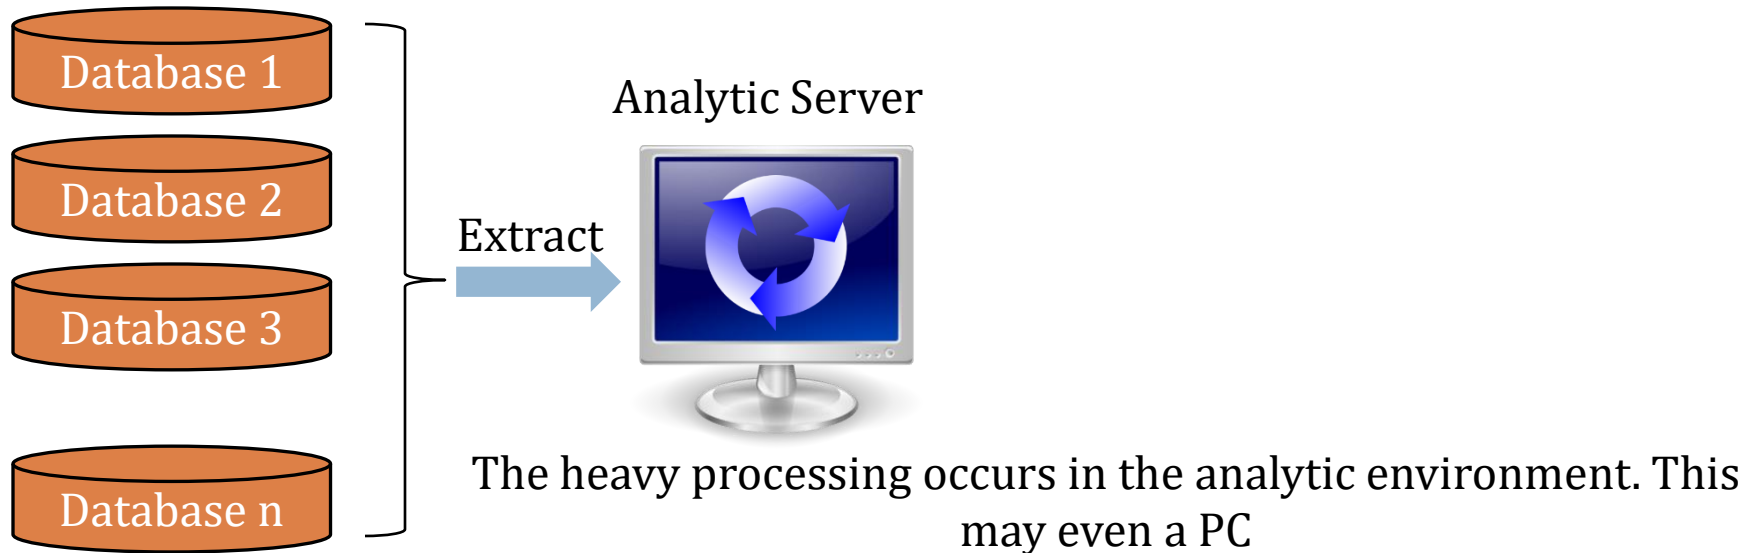 Database 1
Database 2
Database 3
Database n
Extract
Analytic Server
The heavy processing occurs in the analytic environment. This
may even a PC